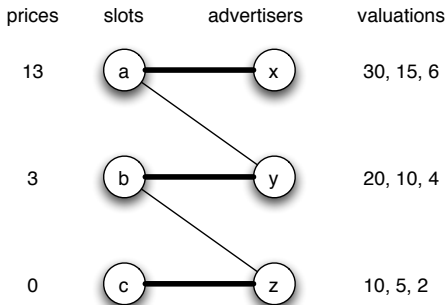 prices slots advertisers valuations
13 a x 30, 15, 6
3 b y 20, 10, 4
0 c z 10, 5, 2